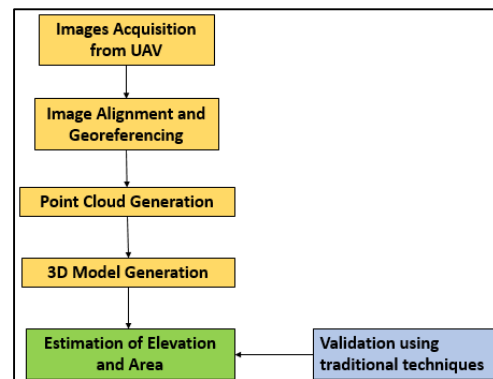 Images Acquisition
from UAV
Image Alignment and
Georeferencing
Point Cloud Generation
3D Model Generation
Estimation of Elevation
and Area
Validation using
traditional techniques